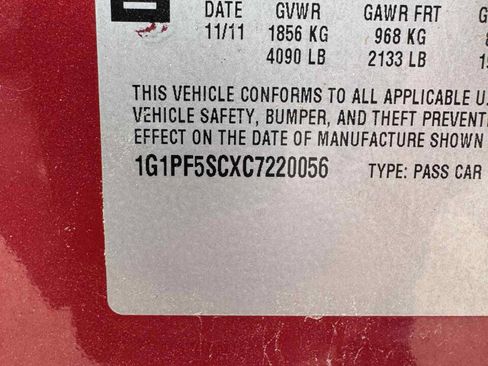 DATE GVWR GAWR FRT G
11/11 1856 KG 968 KG
4090 LB 2133 LB
THIS VEHICLE CONFORMS TO ALL APPLICABLE U.
VEHICLE SAFETY, BUMPER, AND THEFT PREVENTI
EFFECT ON THE DATE OF MANUFACTURE SHOWN
1G1PF5SCXC7220056 TYPE: PASS CAR